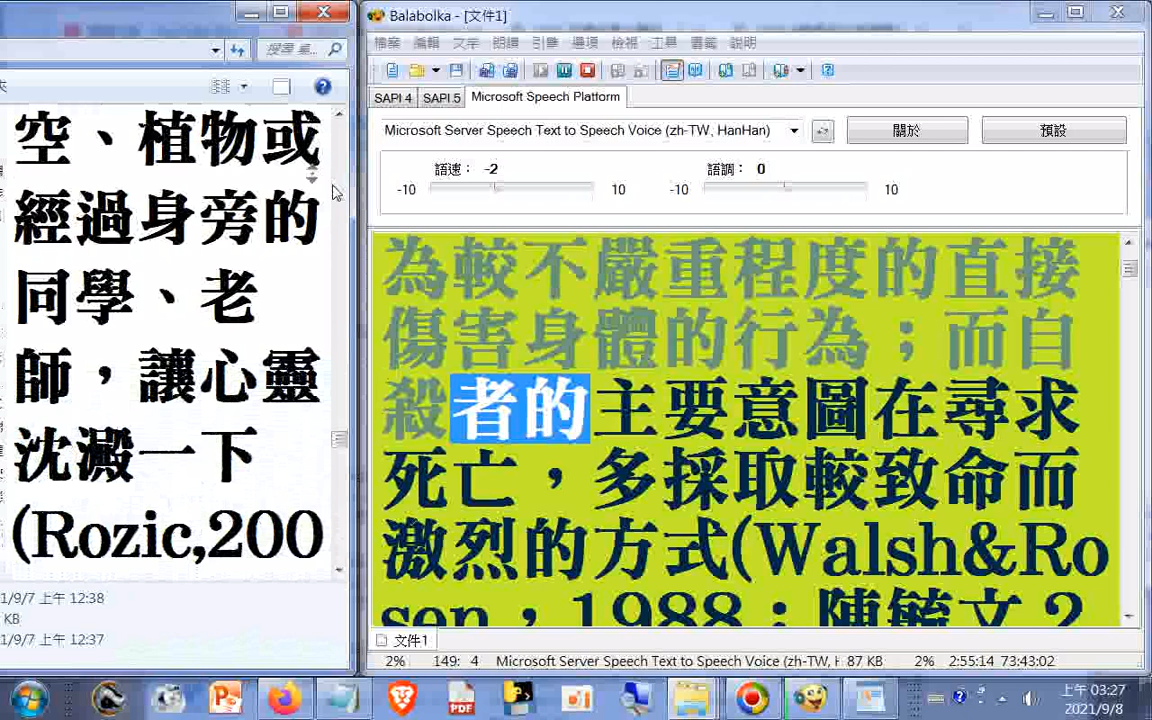 搜尋 桌...
空、植物或
經過身旁的
同學、老
師，讓心靈
沈澱一下
(Rozic,200
1/9/7 上午 12:38
KB
1/9/7 上午 12:37
Balabolka - [文件1]
檔案 編輯 文字 朗讀 引擎 選項 檢視 工具 書籤 說明
SAPI 4 SAPI 5 Microsoft Speech Platform
Microsoft Server Speech Text to Speech Voice (zh-TW, HanHan) 關於 預設
語速： -2 語調： 0
-10 10 -10 10
為較不嚴重程度的直接
傷害身體的行為；而自
殺者的主要意圖在尋求
死亡，多採取較致命而
激烈的方式(Walsh&Ro
sen，1988；陳毓文2
文件1
2% 149: 4 Microsoft Server Speech Text to Speech Voice (zh-TW, H 87 KB 2% 2:55:14 73:43:02
PDF
上午 03:27
2021/9/8